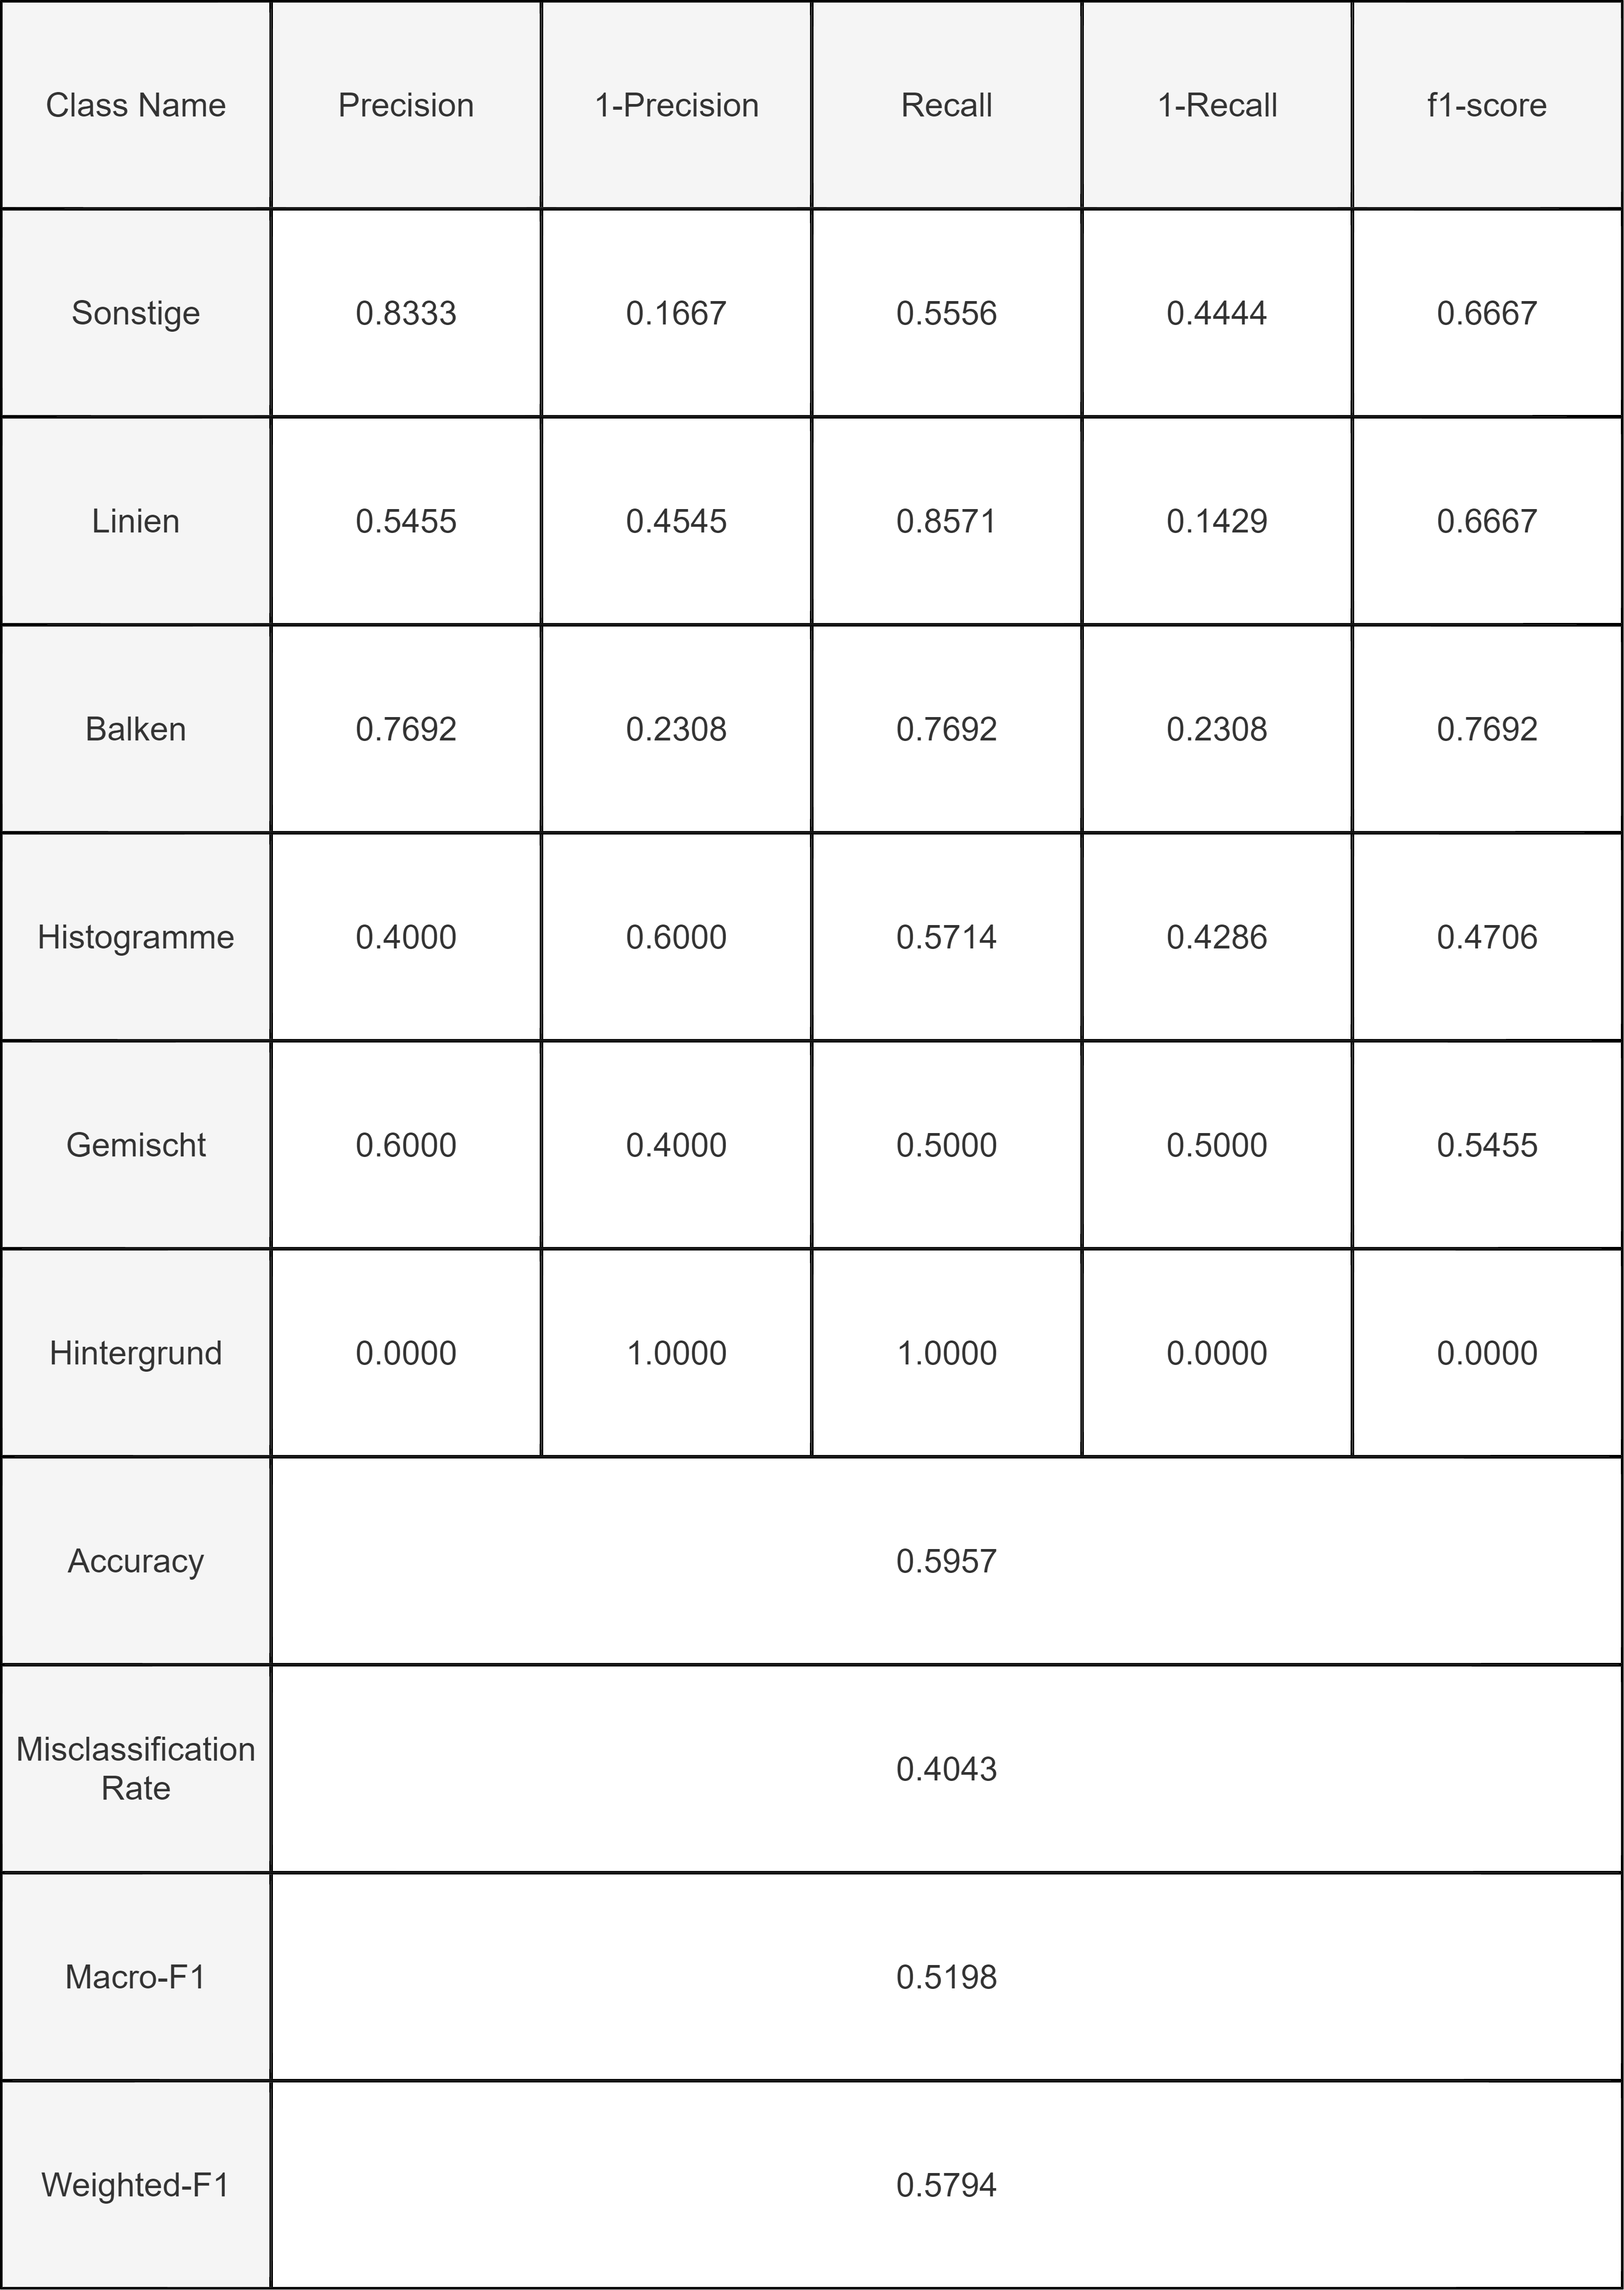 Class Name Precision 1-Precision Recall 1-Recall f1-score
Sonstige 0.8333 0.1667 0.5556 0.4444 0.6667
Linien 0.5455 0.4545 0.8571 0.1429 0.6667
Balken 0.7692 0.2308 0.7692 0.2308 0.7692
Histogramme 0.4000 0.6000 0.5714 0.4286 0.4706
Gemischt 0.6000 0.4000 0.5000 0.5000 0.5455
Hintergrund 0.0000 1.0000 1.0000 0.0000 0.0000
Accuracy 0.5957
Misclassification
Rate 0.4043
Macro-F1 0.5198
Weighted-F1 0.5794